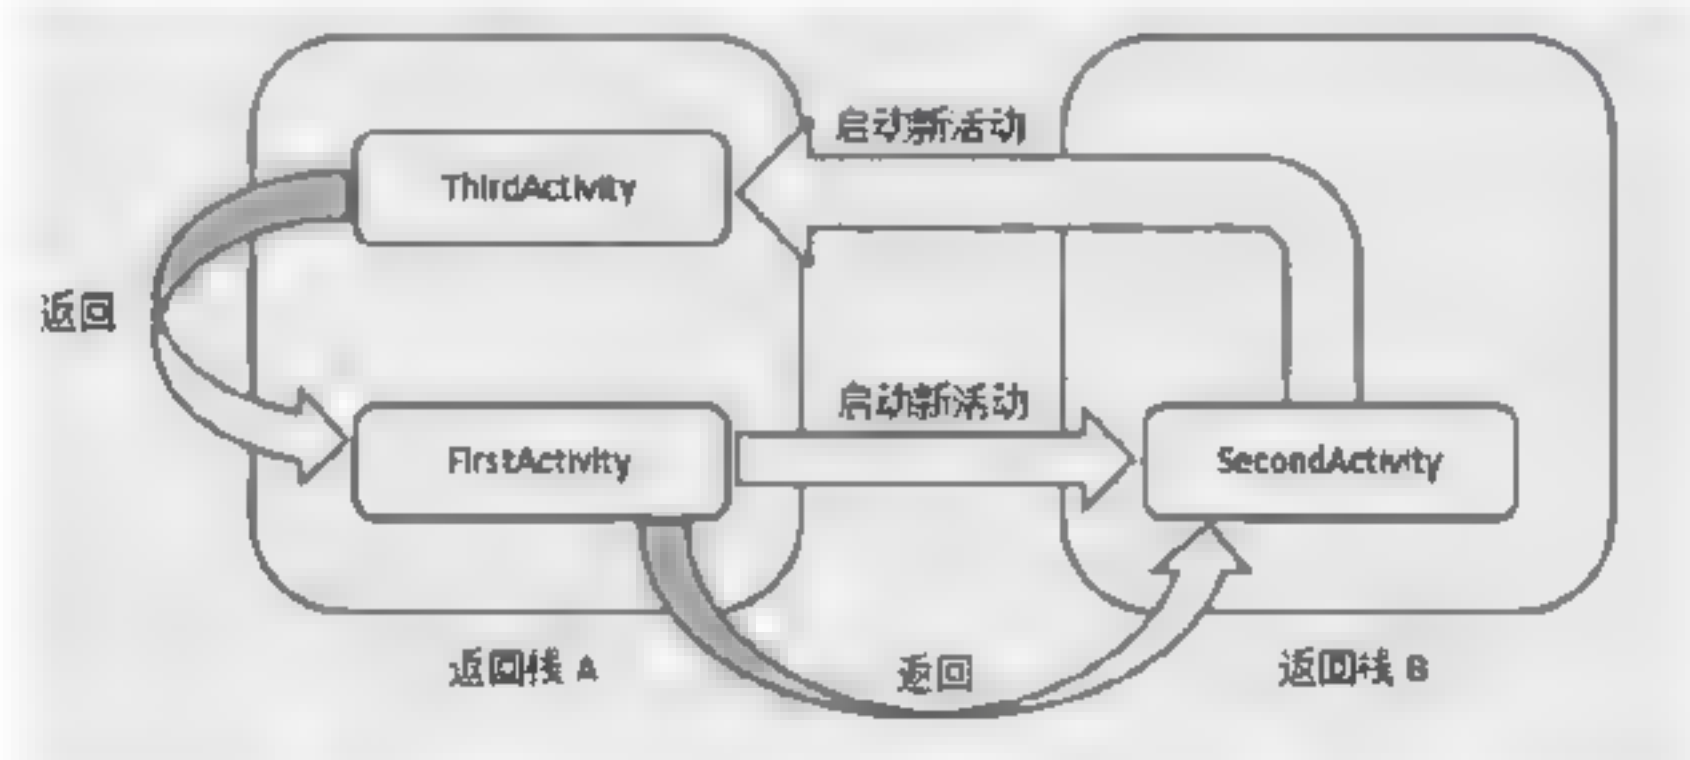 启动新活动
ThirdActivity
返回
启动新活动
FirstActivity
SecondActivity
返回栈 A
返回
返回栈 B